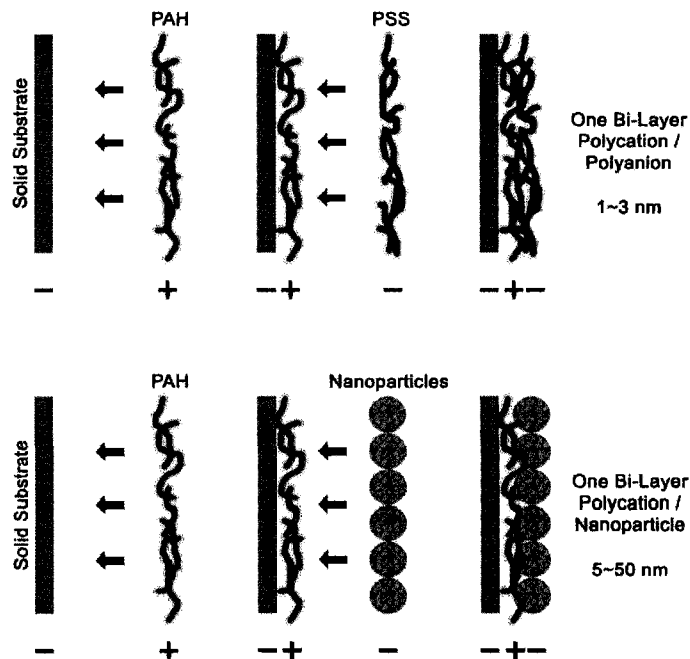 PAH
PSS
Solid Substrate
One Bi-Layer
Polycation /
Polyanion
1~3 nm
− + −+ − −+−
PAH
Nanoparticles
Solid Substrate
One Bi-Layer
Polycation /
Nanoparticle
5~50 nm
− + −+ − −+−